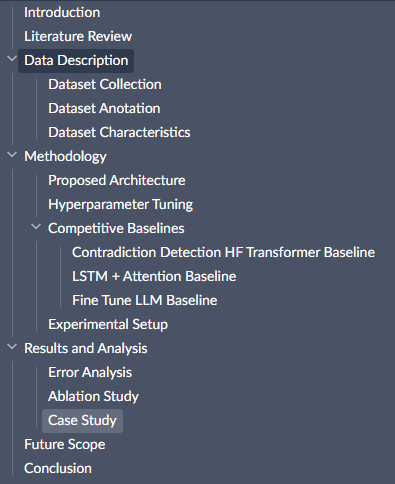 Introduction
Literature Review
Data Description
Dataset Collection
Dataset Anotation
Dataset Characteristics
Methodology
Proposed Architecture
Hyperparameter Tuning
Competitive Baselines
Contradiction Detection HF Transformer Baseline
LSTM + Attention Baseline
Fine Tune LLM Baseline
Experimental Setup
Results and Analysis
Error Analysis
Ablation Study
Case Study
Future Scope
Conclusion